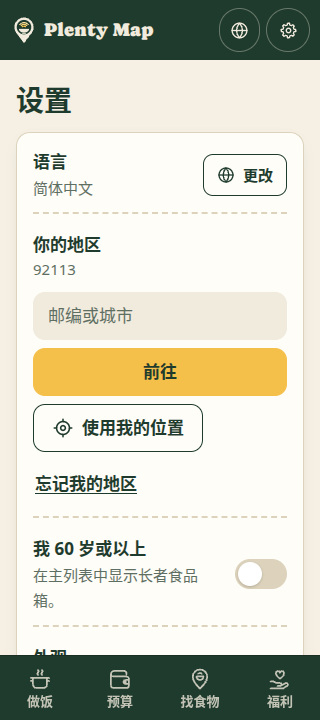 Plenty Map
设置
语言
简体中文
更改
你的地区
92113
邮编或城市
前往
使用我的位置
忘记我的地区
我 60 岁或以上
在主列表中显示长者食品
箱。
外观
做饭
预算
找食物
福利